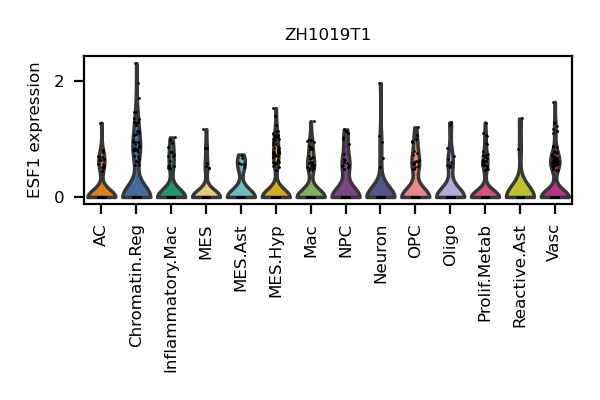 ZH1019T1
ESF1 expression
2
0
AC
Chromatin.Reg
Inflammatory.Mac
MES
MES.Ast
MES.Hyp
Mac
NPC
Neuron
OPC
Oligo
Prolif.Metab
Reactive.Ast
Vasc